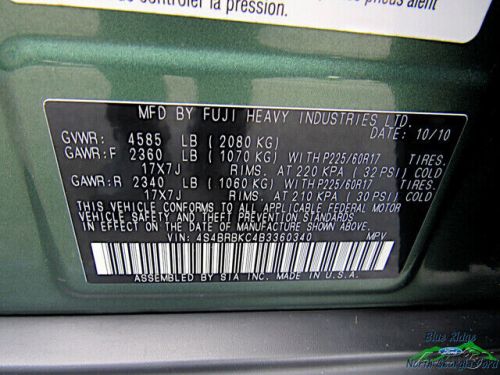 de contrôler la pression.
pneus alent
MFD BY FUJI HEAVY INDUSTRIES LTD.
DATE: 10/10
GVWR: 4585 LB ( 2080 KG)
GAWR:F 2360 LB ( 1070 KG) WITH P225/60R17 TIRES.
17X7J RIMS. AT 220 KPA ( 32 PSI) COLD
GAWR:R 2340 LB ( 1060 KG) WITH P225/60R17 TIRES.
17X7J RIMS. AT 210 KPA ( 30 PSI) COLD
THIS VEHICLE CONFORMS TO ALL APPLICABLE FEDERAL MOTOR
VEHICLE SAFETY AND THEFT PREVENTION STANDARDS
IN EFFECT ON THE DATE OF MANUFACTURE SHOWN ABOVE.
VIN: 4S4BRBKC4B3360340 MPV
ASSEMBLED BY SIA INC. MADE IN U.S.A.
Blue Ridge